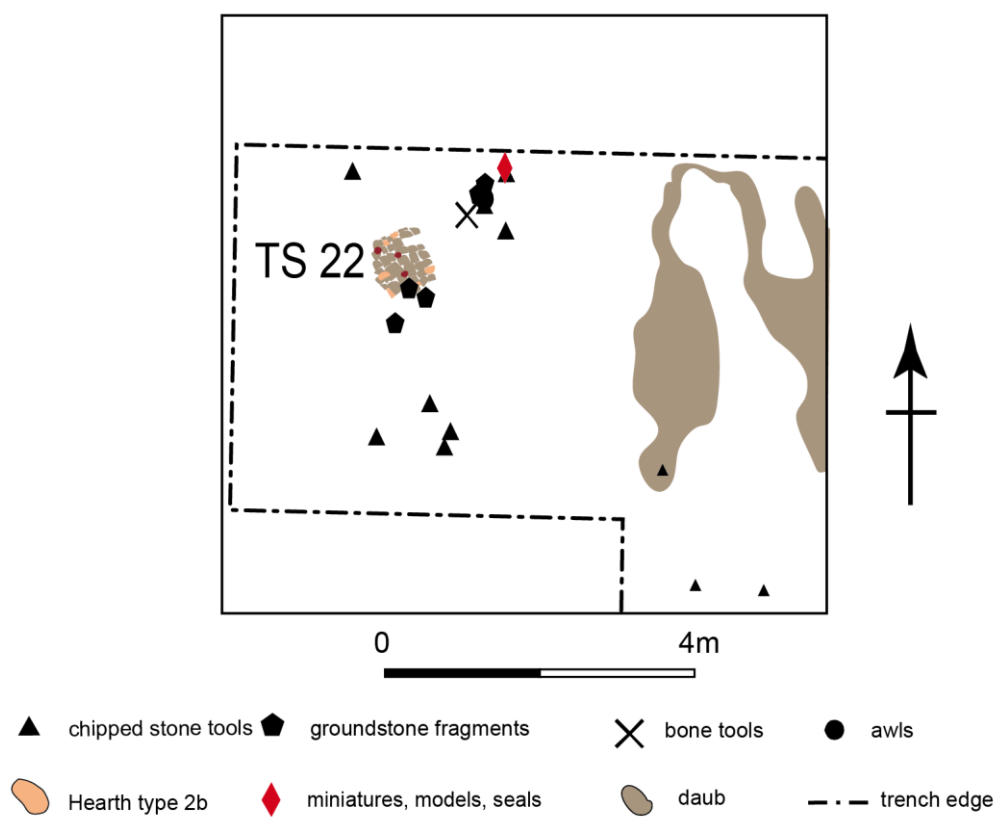 TS 22
0 4m
chipped stone tools groundstone fragments bone tools awls
Hearth type 2b miniatures, models, seals daub trench edge